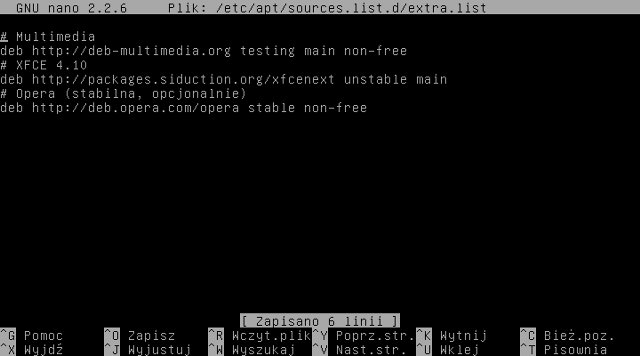 GNU nano 2.2.6 Plik: /etc/apt/sources.list.d/extra.list
# Multimedia
deb http://deb-multimedia.org testing main non-free
# XFCE 4.10
deb http://packages.siduction.org/xfcenext unstable main
# Opera (stabilna, opcjonalnie)
deb http://deb.opera.com/opera stable non-free
[ Zapisano 6 linii ]
^G Pomoc ^O Zapisz ^R Wczyt.plik ^Y Poprz.str. ^K Wytnij ^C Bież.poz.
^X Wyjdź ^J Wyjustuj ^W Wyszukaj ^V Nast.str. ^U Wklej ^T Pisownia